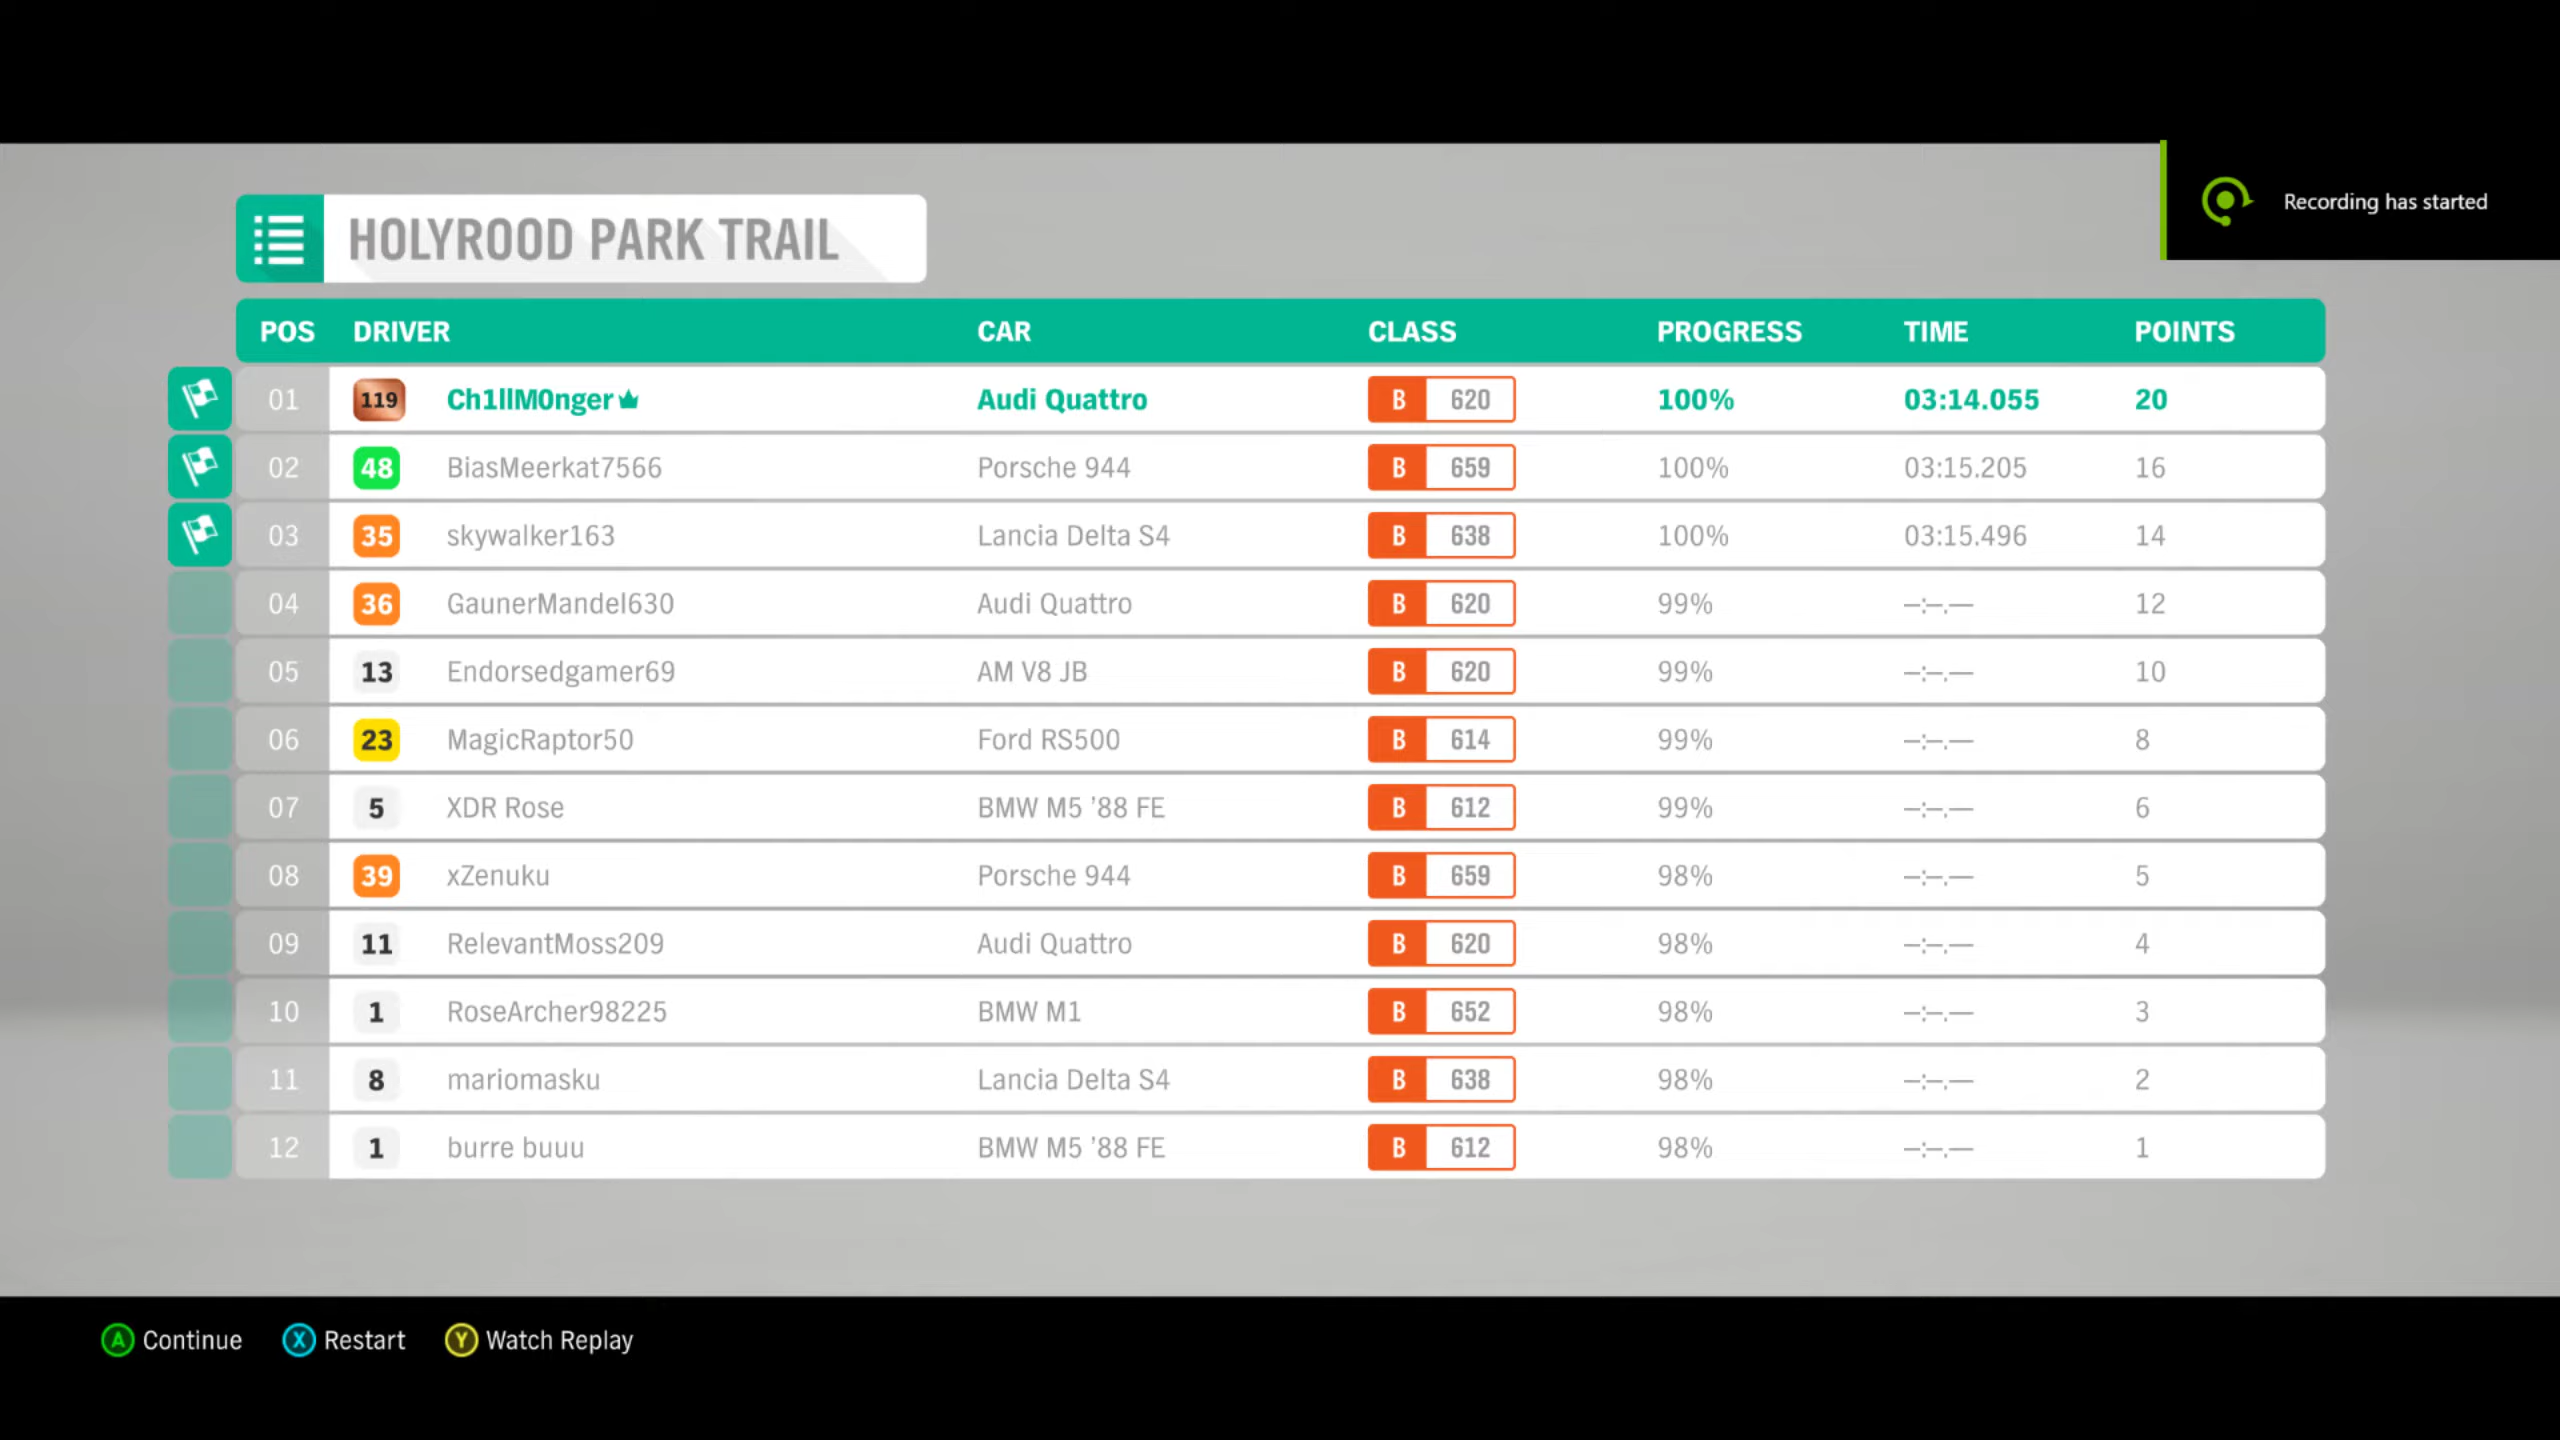 Recording has started
HOLYROOD PARK TRAIL
POS DRIVER CAR CLASS PROGRESS TIME POINTS
01 119 Ch1llM0nger Audi Quattro B 620 100% 03:14.055 20
02 48 BiasMeerkat7566 Porsche 944 B 659 100% 03:15.205 16
03 35 skywalker163 Lancia Delta S4 B 638 100% 03:15.496 14
04 36 GaunerMandel630 Audi Quattro B 620 99% –:–.–– 12
05 13 Endorsedgamer69 AM V8 JB B 620 99% –:–.–– 10
06 23 MagicRaptor50 Ford RS500 B 614 99% –:–.–– 8
07 5 XDR Rose BMW M5 ’88 FE B 612 99% –:–.–– 6
08 39 xZenuku Porsche 944 B 659 98% –:–.–– 5
09 11 RelevantMoss209 Audi Quattro B 620 98% –:–.–– 4
10 1 RoseArcher98225 BMW M1 B 652 98% –:–.–– 3
11 8 mariomasku Lancia Delta S4 B 638 98% –:–.–– 2
12 1 burre buuu BMW M5 ’88 FE B 612 98% –:–.–– 1
A Continue X Restart Y Watch Replay